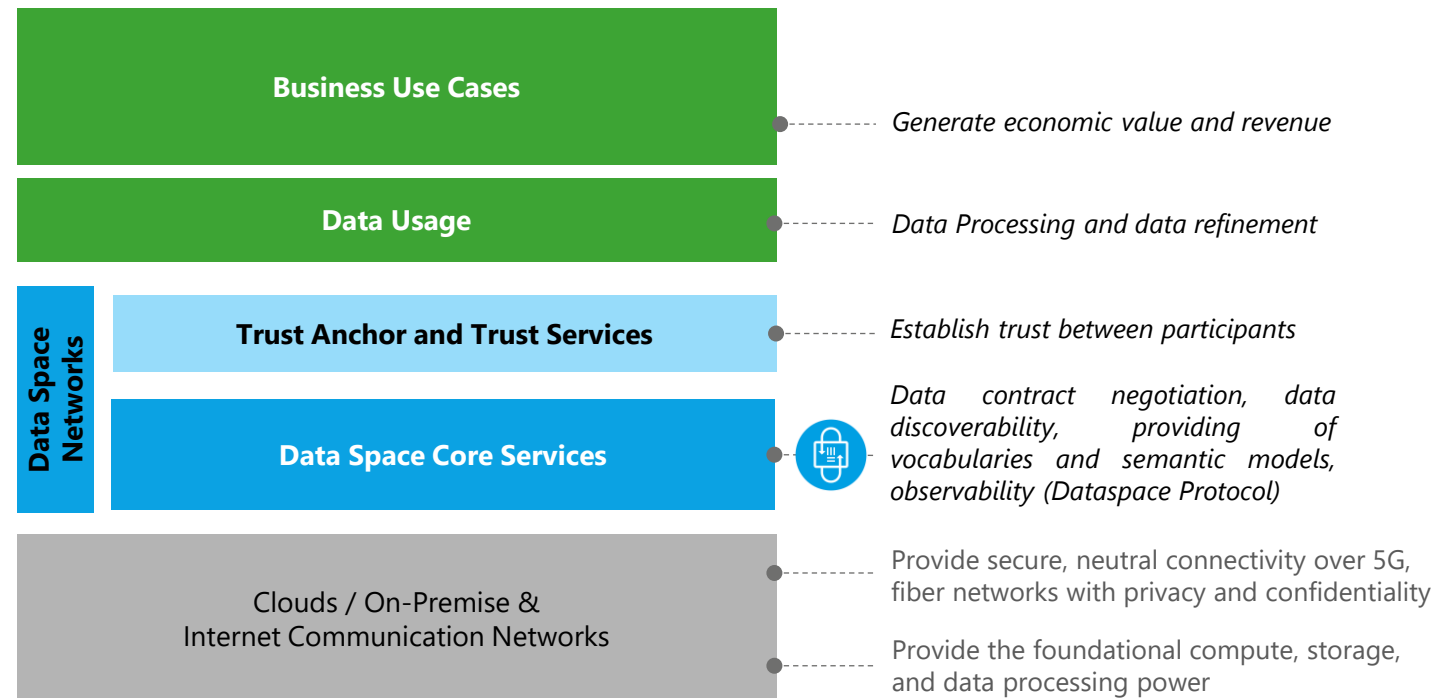 Business Use Cases
Generate economic value and revenue
Data Usage
Data Processing and data refinement
Data Space
Networks
Trust Anchor and Trust Services
Establish trust between participants
Data Space Core Services
Data contract negotiation, data
discoverability, providing of
vocabularies and semantic models,
observability (Dataspace Protocol)
Clouds / On-Premise &
Internet Communication Networks
Provide secure, neutral connectivity over 5G,
fiber networks with privacy and confidentiality
Provide the foundational compute, storage,
and data processing power